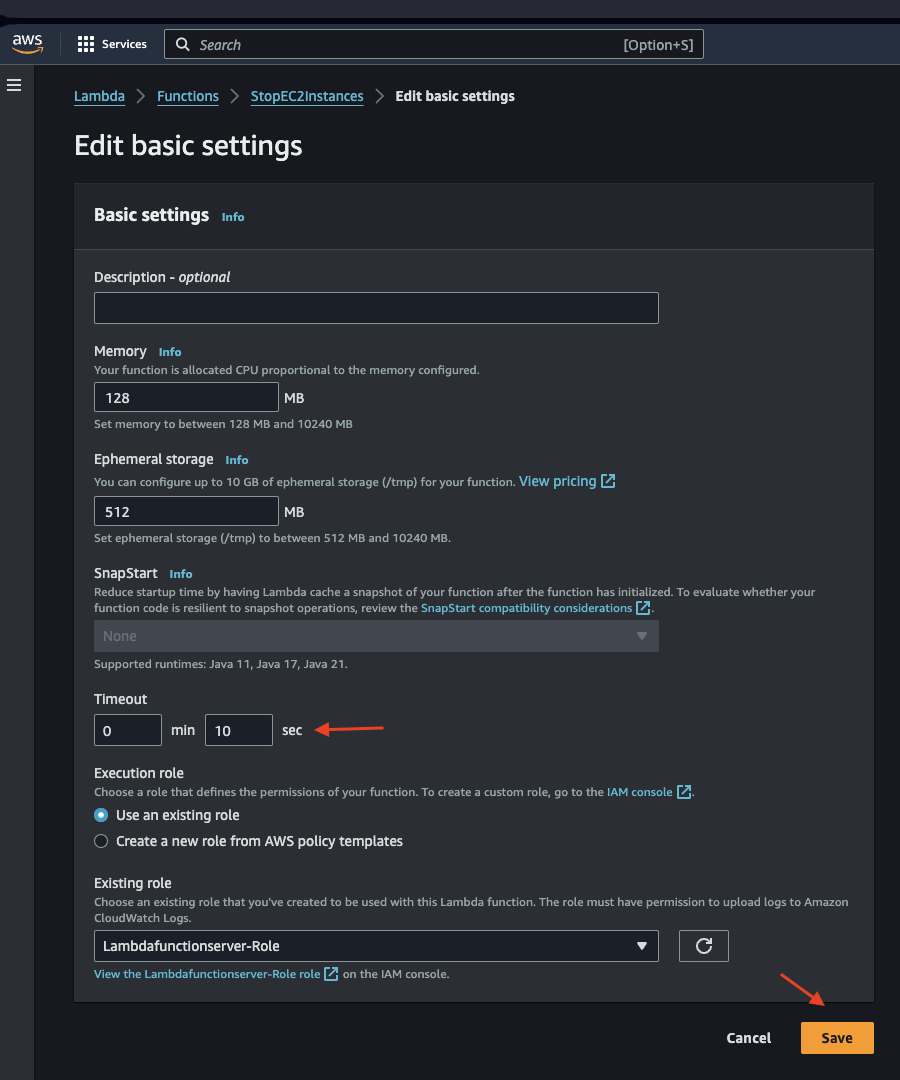 aws Services Search [Option+S]
Lambda Functions StopEC2Instances Edit basic settings
Edit basic settings
Basic settings Info
Description - optional
Memory Info
Your function is allocated CPU proportional to the memory configured.
128 MB
Set memory to between 128 MB and 10240 MB
Ephemeral storage Info
You can configure up to 10 GB of ephemeral storage (/tmp) for your function. View pricing
512 MB
Set ephemeral storage (/tmp) to between 512 MB and 10240 MB.
SnapStart Info
Reduce startup time by having Lambda cache a snapshot of your function after the function has initialized. To evaluate whether your
function code is resilient to snapshot operations, review the SnapStart compatibility considerations.
None
Supported runtimes: Java 11, Java 17, Java 21.
Timeout
0 min 10 sec
Execution role
Choose a role that defines the permissions of your function. To create a custom role, go to the IAM console.
Use an existing role
Create a new role from AWS policy templates
Existing role
Choose an existing role that you've created to be used with this Lambda function. The role must have permission to upload logs to Amazon
CloudWatch Logs.
Lambdafunctionserver-Role
View the Lambdafunctionserver-Role role on the IAM console.
Cancel Save